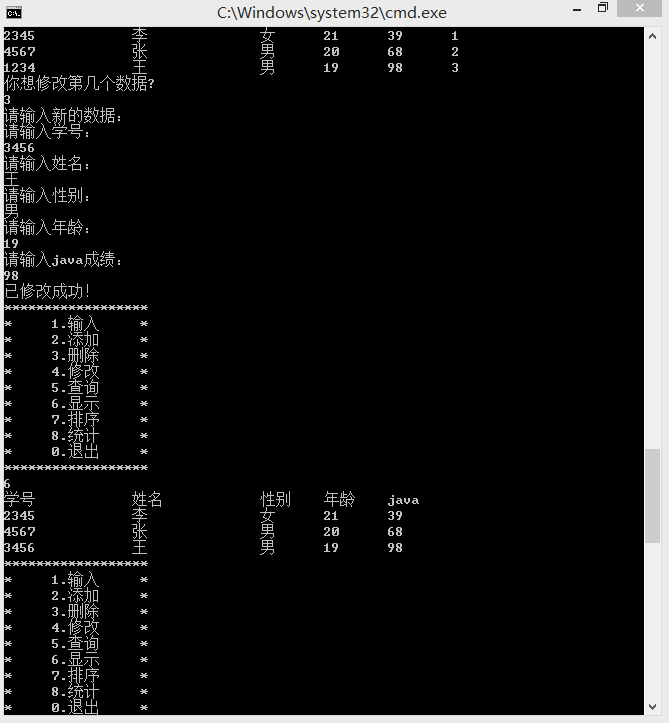 C:\Windows\system32\cmd.exe
2345 李 女 21 39 1
4567 张 男 20 68 2
1234 王 男 19 98 3
你想修改第几个数据?
3
请输入新的数据:
请输入学号:
3456
请输入姓名:
王
请输入性别:
男
请输入年龄:
19
请输入java成绩:
98
已修改成功!
******************
* 1.输入 *
* 2.添加 *
* 3.删除 *
* 4.修改 *
* 5.查询 *
* 6.显示 *
* 7.排序 *
* 8.统计 *
* 0.退出 *
******************
6
学号 姓名 性别 年龄 java
2345 李 女 21 39
4567 张 男 20 68
3456 王 男 19 98
******************
* 1.输入 *
* 2.添加 *
* 3.删除 *
* 4.修改 *
* 5.查询 *
* 6.显示 *
* 7.排序 *
* 8.统计 *
* 0.退出 *